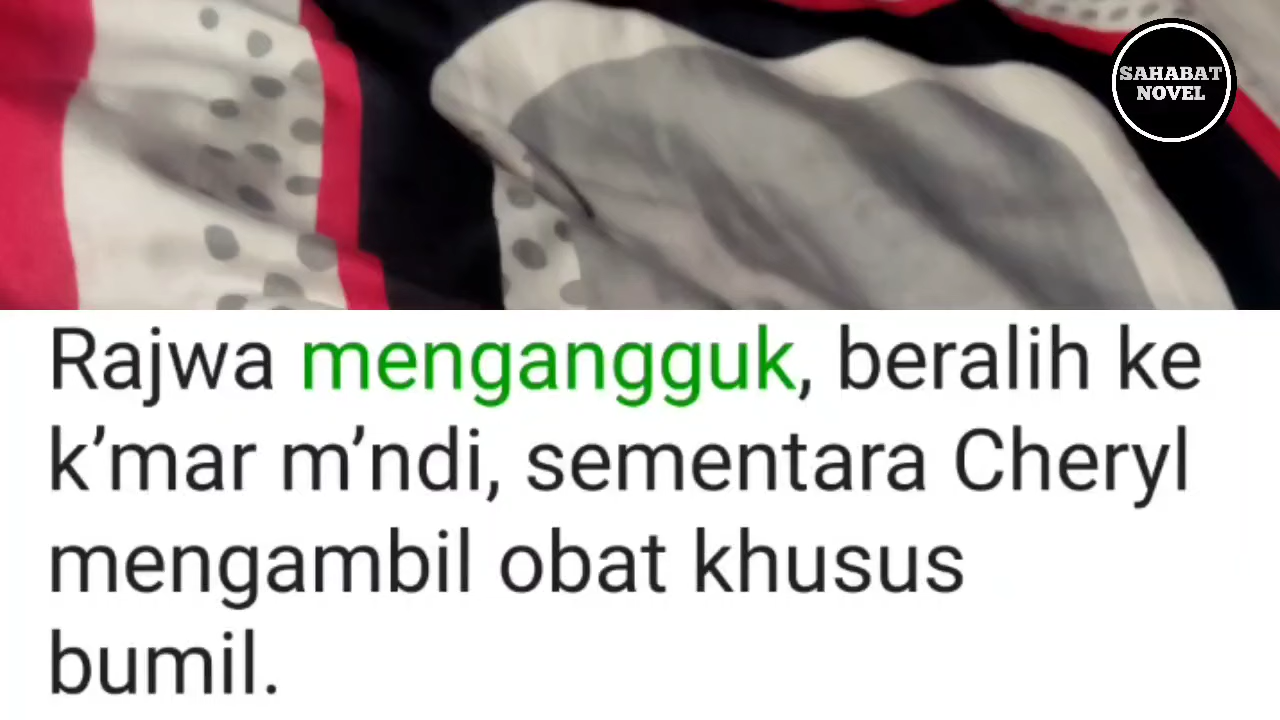 SAHABAT
NOVEL
Rajwa mengangguk, beralih ke
k’mar m’ndi, sementara Cheryl
mengambil obat khusus
bumil.